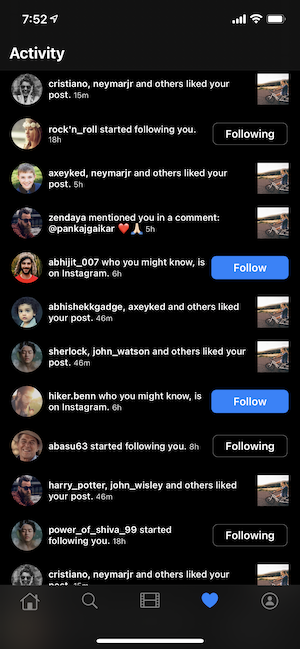 7:52
Activity
cristiano, neymarjr and others liked your
post. 15m
rock'n_roll started following you.
18h
Following
axeyked, neymarjr and others liked your
post. 5h
zendaya mentioned you in a comment:
@pankajgaikar ❤️🙏🏻 5h
abhijit_007 who you might know, is
on Instagram. 6h
Follow
abhishekkgadge, axeyked and others liked
your post. 46m
sherlock, john_watson and others liked your
post. 46m
hiker.benn who you might know, is
on Instagram. 6h
Follow
abasu63 started following you. 8h
Following
harry_potter, john_wisley and others liked
your post. 46m
power_of_shiva_99 started
following you. 18h
Following
cristiano, neymarjr and others liked your
post. 15m